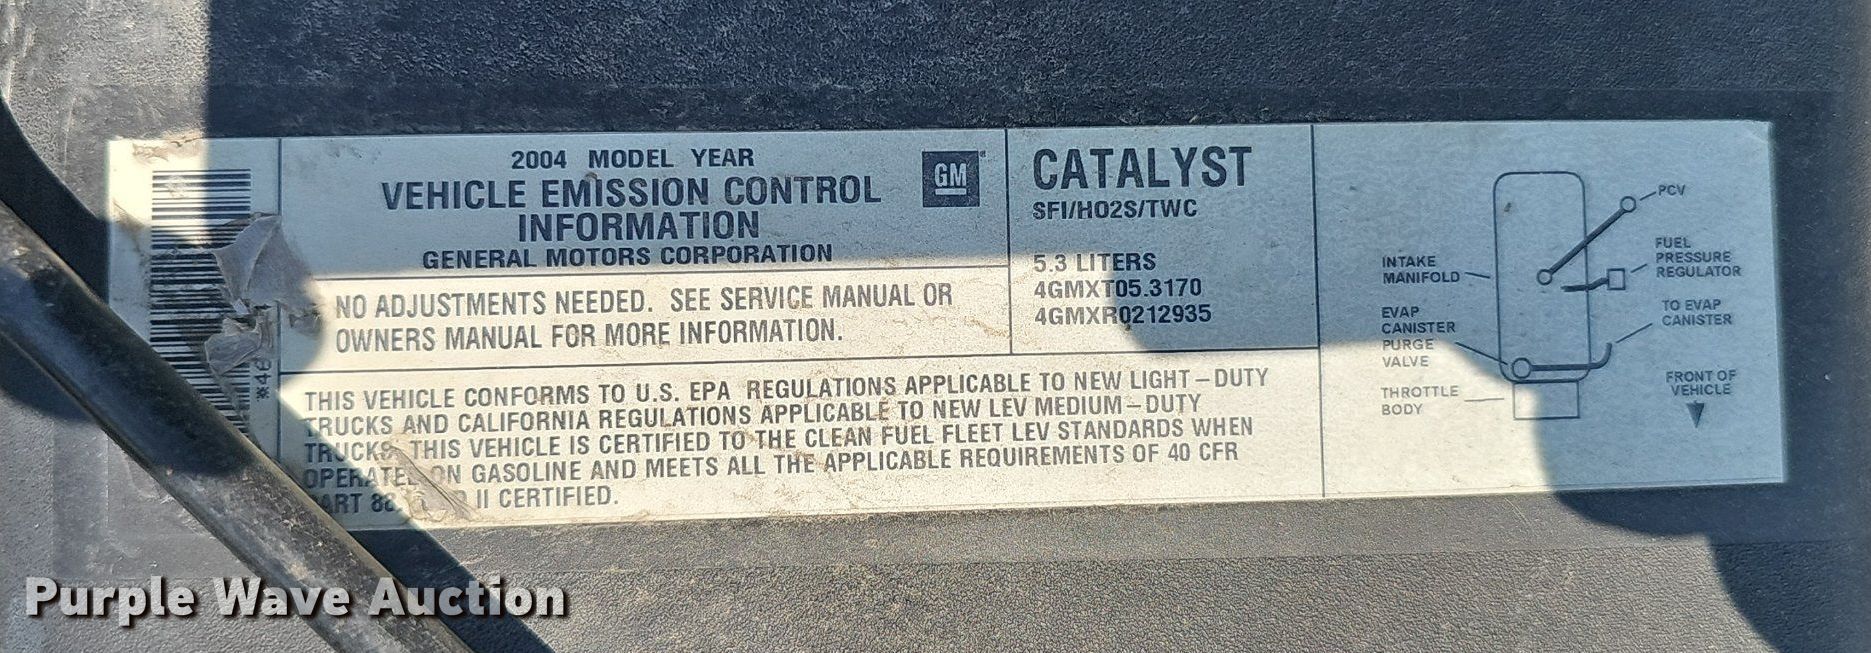 2004 MODEL YEAR
VEHICLE EMISSION CONTROL
INFORMATION
GENERAL MOTORS CORPORATION
GM
NO ADJUSTMENTS NEEDED. SEE SERVICE MANUAL OR
OWNERS MANUAL FOR MORE INFORMATION.
CATALYST
SFI/HO2S/TWC
5.3 LITERS
4GMXT05.3170
4GMXR0212935
THIS VEHICLE CONFORMS TO U.S. EPA REGULATIONS APPLICABLE TO NEW LIGHT-DUTY
TRUCKS AND CALIFORNIA REGULATIONS APPLICABLE TO NEW LEV MEDIUM-DUTY
TRUCKS. THIS VEHICLE IS CERTIFIED TO THE CLEAN FUEL FLEET LEV STANDARDS WHEN
OPERATED ON GASOLINE AND MEETS ALL THE APPLICABLE REQUIREMENTS OF 40 CFR
PART II CERTIFIED.
PCV
FUEL
PRESSURE
REGULATOR
INTAKE
MANIFOLD
TO EVAP
CANISTER
EVAP
CANISTER
PURGE
VALVE
THROTTLE
BODY
FRONT OF
VEHICLE
Purple Wave Auction